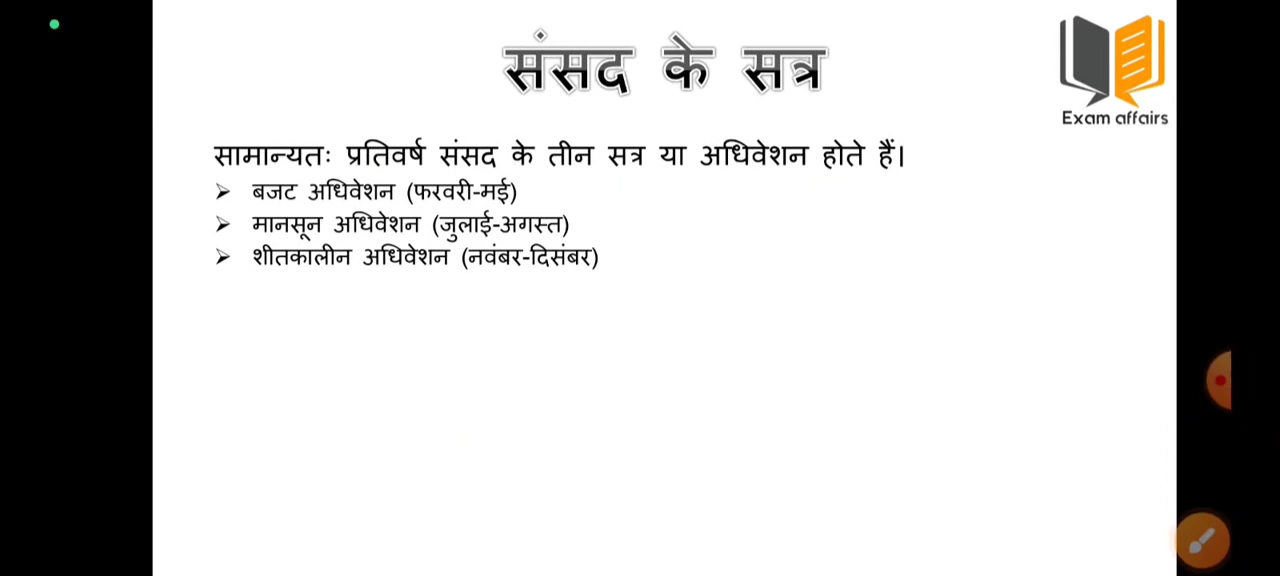 संसद के सत्र
Exam affairs
सामान्यतः प्रतिवर्ष संसद के तीन सत्र या अधिवेशन होते हैं।
➢ बजट अधिवेशन (फरवरी-मई)
➢ मानसून अधिवेशन (जुलाई-अगस्त)
➢ शीतकालीन अधिवेशन (नवंबर-दिसंबर)